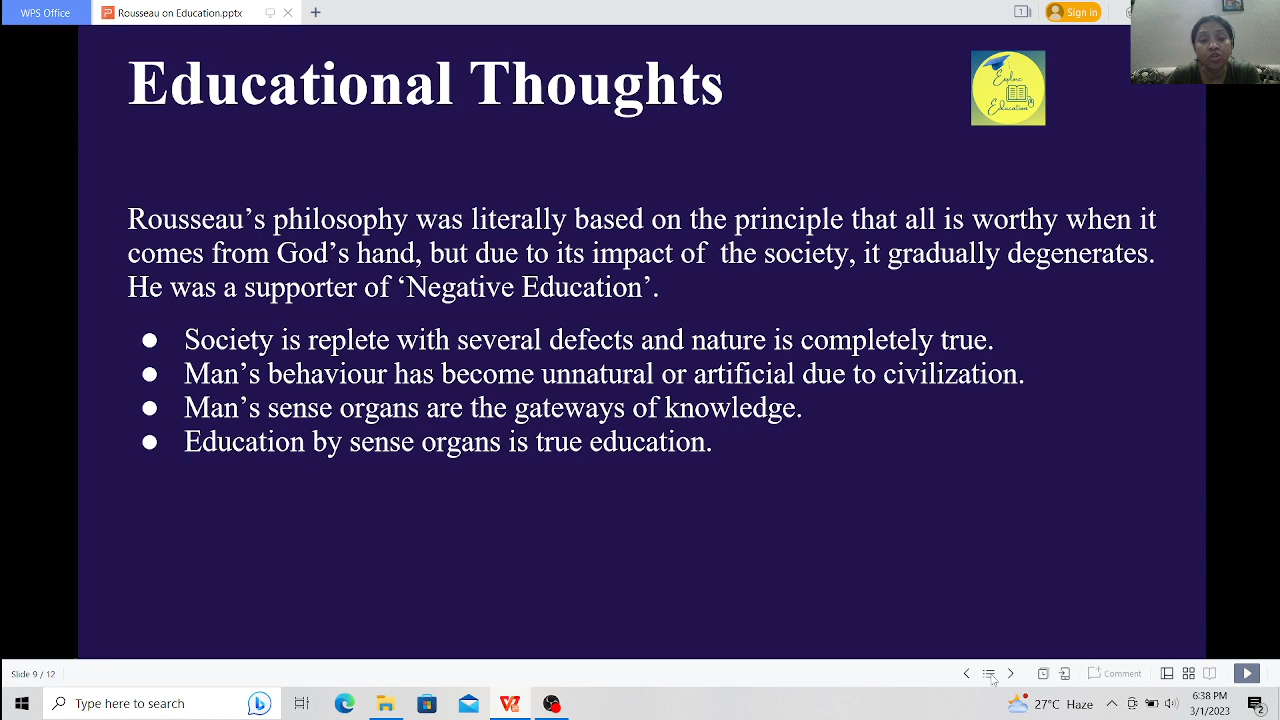 WPS Office
Rousseau on Education.pptx
Sign in
Educational Thoughts
Explore
Education
Rousseau’s philosophy was literally based on the principle that all is worthy when it
comes from God’s hand, but due to its impact of the society, it gradually degenerates.
He was a supporter of ‘Negative Education’.
● Society is replete with several defects and nature is completely true.
● Man’s behaviour has become unnatural or artificial due to civilization.
● Man’s sense organs are the gateways of knowledge.
● Education by sense organs is true education.
Slide 9 / 12
Comment
Type here to search
27°C Haze
6:38 PM
3/1/2023
2